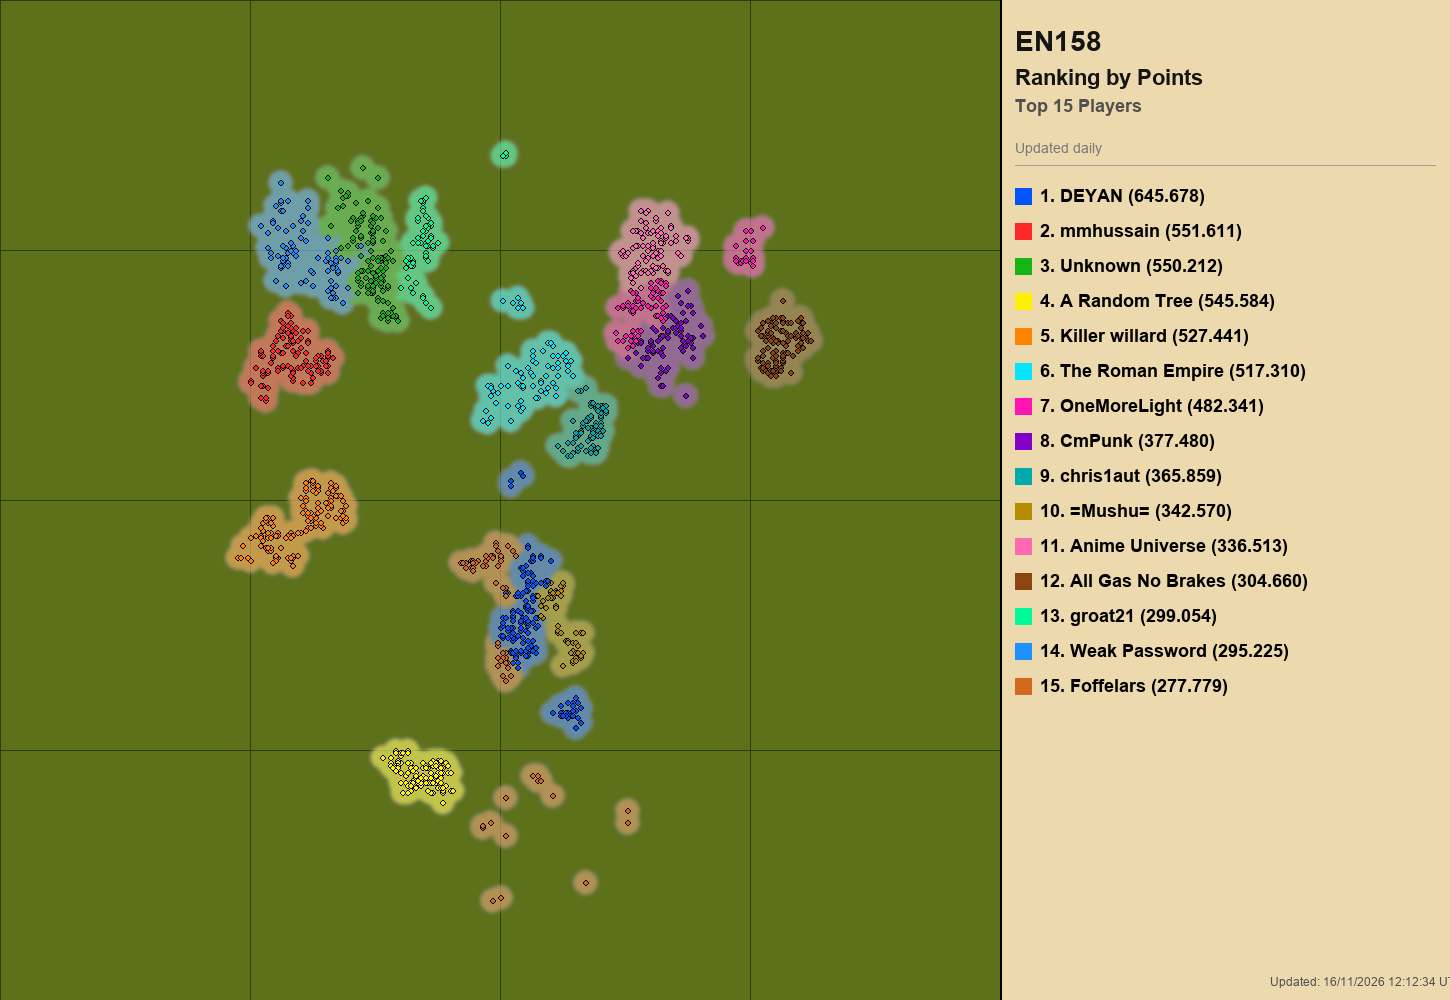 EN158
Ranking by Points
Top 15 Players
Updated daily
1. DEYAN (645.678)
2. mmhussain (551.611)
3. Unknown (550.212)
4. A Random Tree (545.584)
5. Killer willard (527.441)
6. The Roman Empire (517.310)
7. OneMoreLight (482.341)
8. CmPunk (377.480)
9. chris1aut (365.859)
10. =Mushu= (342.570)
11. Anime Universe (336.513)
12. All Gas No Brakes (304.660)
13. groat21 (299.054)
14. Weak Password (295.225)
15. Foffelars (277.779)
Updated: 16/11/2026 12:12:34 U